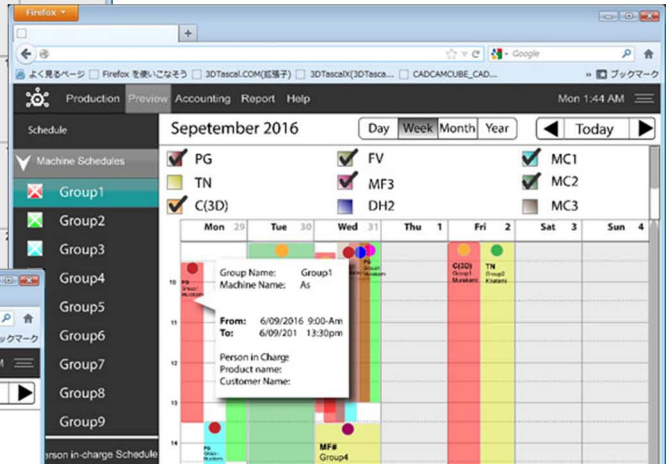 Firefox
Google
よく見るページ Firefox を使いこなそう 3DTascal.COM(拡張子) 3DTascalX(3DTasca... CADCAMCUBE_CAD... » ブックマーク
Production Preview Accounting Report Help Mon 1:44 AM
Schedule
Sepetember 2016 Day Week Month Year Today
Machine Schedules
PG FV MC1
TN MF3 MC2
C(3D) DH2 MC3
Group1
Group2
Group3
Group4
Group5
Group6
Group7
Group8
Group9
erson in-charge Schedule
Mon 29 Tue 30 Wed 31 Thu 1 Fri 2 Sat 3 Sun 4
10
11
12
13
14
Group Name: Group1
Machine Name: As
From: 6/09/2016 9:00-Am
To: 6/09/201 13:30pm
Person in Charge
Product name:
Customer Name:
C(3D) TN
Group1 Group2
Murakami Khatami
MF#
Group4
ックマーク